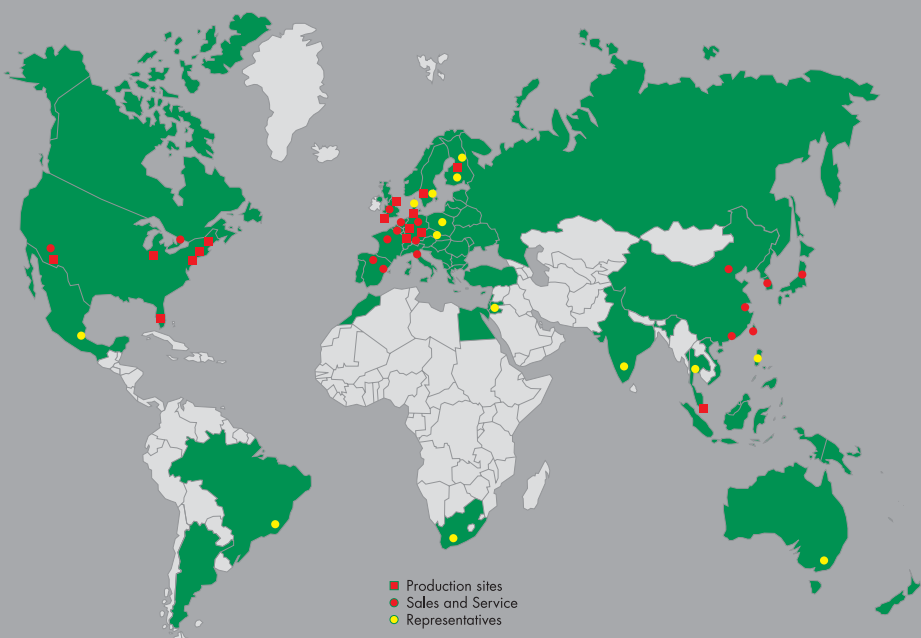 Production sites
Sales and Service
Representatives